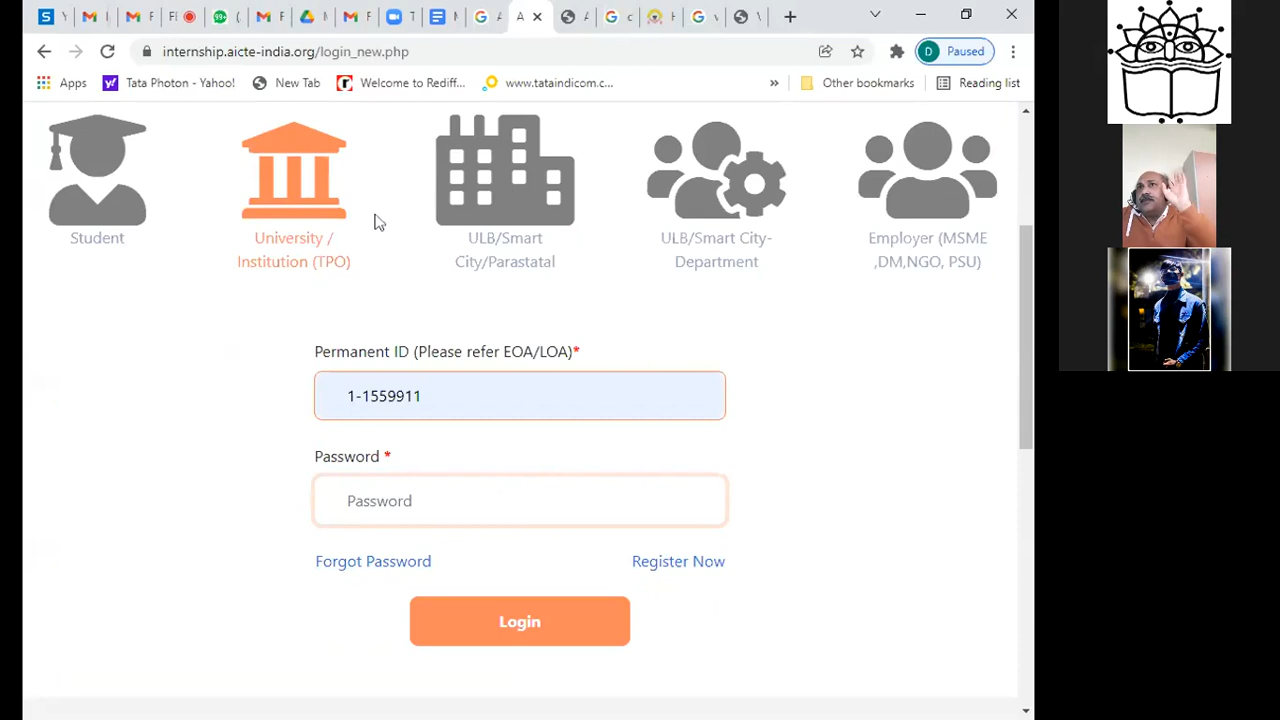 99+
internship.aicte-india.org/login_new.php
D Paused
Apps
Tata Photon - Yahoo!
New Tab
Welcome to Rediff...
www.tataindicom.c...
»
Other bookmarks
Reading list
Student
University /
Institution (TPO)
ULB/Smart
City/Parastatal
ULB/Smart City-
Department
Employer (MSME
,DM,NGO, PSU)
Permanent ID (Please refer EOA/LOA)*
1-1559911
Password *
Password
Forgot Password
Register Now
Login